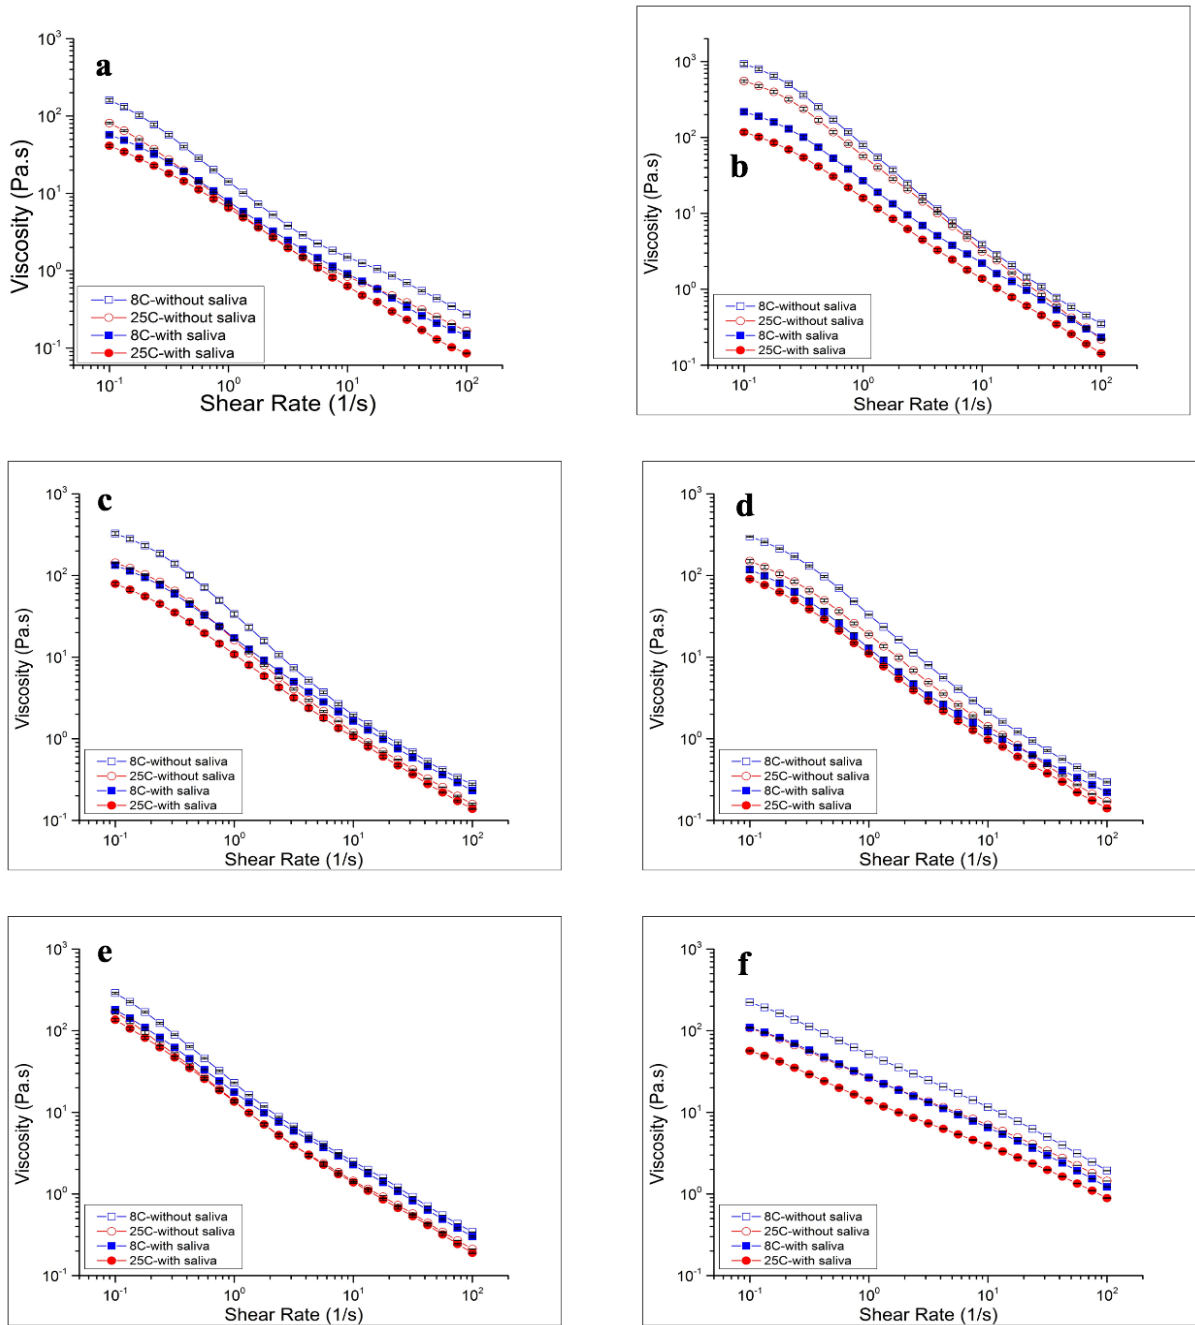 a
10³
10²
10¹
10⁰
10⁻¹
Viscosity (Pa.s)
8C-without saliva
25C-without saliva
8C-with saliva
25C-with saliva
10⁻¹ 10⁰ 10¹ 10²
Shear Rate (1/s)
b
10³
10²
10¹
10⁰
10⁻¹
Viscosity (Pa.s)
8C-without saliva
25C-without saliva
8C-with saliva
25C-with saliva
10⁻¹ 10⁰ 10¹ 10²
Shear Rate (1/s)
c
10³
10²
10¹
10⁰
10⁻¹
Viscosity (Pa.s)
8C-without saliva
25C-without saliva
8C-with saliva
25C-with saliva
10⁻¹ 10⁰ 10¹ 10²
Shear Rate (1/s)
d
10³
10²
10¹
10⁰
10⁻¹
Viscosity (Pa.s)
8C-without saliva
25C-without saliva
8C-with saliva
25C-with saliva
10⁻¹ 10⁰ 10¹ 10²
Shear Rate (1/s)
e
10³
10²
10¹
10⁰
10⁻¹
Viscosity (Pa.s)
8C-without saliva
25C-without saliva
8C-with saliva
25C-with saliva
10⁻¹ 10⁰ 10¹ 10²
Shear Rate (1/s)
f
10³
10²
10¹
10⁰
10⁻¹
Viscosity (Pa.s)
8C-without saliva
25C-without saliva
8C-with saliva
25C-with saliva
10⁻¹ 10⁰ 10¹ 10²
Shear Rate (1/s)